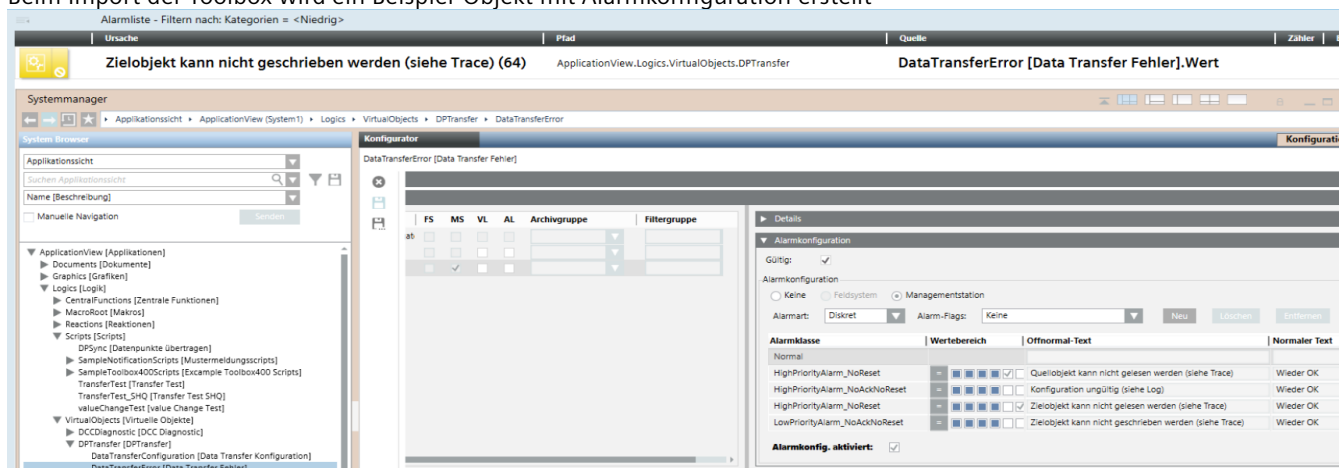 Beim Import der Toolbox wird ein Beispiel Objekt mit Alarmkonfiguration erstellt
Alarmliste - Filtern nach: Kategorien = <Niedrig>
Ursache Pfad Quelle Zähler
Zielobjekt kann nicht geschrieben werden (siehe Trace) (64) ApplicationView.Logics.VirtualObjects.DPTransfer DataTransferError [Data Transfer Fehler].Wert
Systemmanager
Applikationssicht ApplicationView (System1) Logics VirtualObjects DPTransfer DataTransferError
System Browser
Konfigurator
Konfigurati
Applikationssicht
DataTransferError [Data Transfer Fehler]
Suchen Applikationssicht
Name [Beschreibung]
Manuelle Navigation Senden
FS MS VL AL Archivgruppe Filtergruppe
Details
Alarmkonfiguration
Gültig:
Alarmkonfiguration
Keine Feldsystem Managementstation
Alarmart: Diskret Alarm-Flags: Keine Neu Löschen Entfernen
Alarmklasse Wertebereich Offnormal-Text Normaler Text
Normal
HighPriorityAlarm_NoReset = Quellobjekt kann nicht gelesen werden (siehe Trace) Wieder OK
HighPriorityAlarm_NoAckNoReset = Konfiguration ungültig (siehe Log) Wieder OK
HighPriorityAlarm_NoReset = Zielobjekt kann nicht gelesen werden (siehe Trace) Wieder OK
LowPriorityAlarm_NoAckNoReset = Zielobjekt kann nicht geschrieben werden (siehe Trace) Wieder OK
Alarmkonfig. aktiviert:
ApplicationView [Applikationen]
Documents [Dokumente]
Graphics [Grafiken]
Logics [Logik]
CentralFunctions [Zentrale Funktionen]
MacroRoot [Makros]
Reactions [Reaktionen]
Scripts [Scripts]
DPSync [Datenpunkte übertragen]
SampleNotificationScripts [Mustermeldungsscripts]
SampleToolbox400Scripts [Excample Toolbox400 Scripts]
TransferTest [Transfer Test]
TransferTest_SHQ [Transfer Test SHQ]
valueChangeTest [value Change Test]
VirtualObjects [Virtuelle Objekte]
DCCDiagnostic [DCC Diagnostic]
DPTransfer [DPTransfer]
DataTransferConfiguration [Data Transfer Konfiguration]
DataTransferError [Data Transfer Fehler]